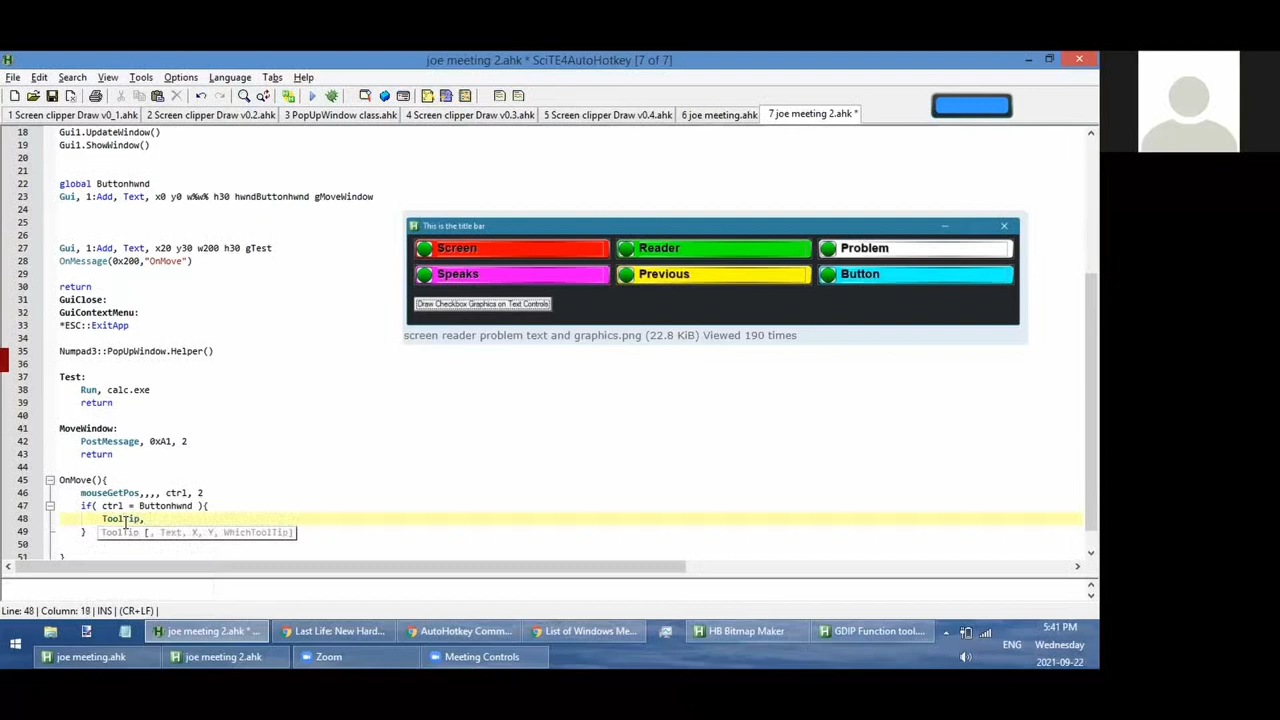 joe meeting 2.ahk * SciTE4AutoHotkey [7 of 7]
File Edit Search View Tools Options Language Tabs Help
1 Screen clipper Draw v0_1.ahk 2 Screen clipper Draw v0.2.ahk 3 PopUpWindow class.ahk 4 Screen clipper Draw v0.3.ahk 5 Screen clipper Draw v0.4.ahk 6 joe meeting.ahk 7 joe meeting 2.ahk *
18 Gui1.UpdateWindow()
19 Gui1.ShowWindow()
20
21
22 global Buttonhwnd
23 Gui, 1:Add, Text, x0 y0 w%w% h30 hwndButtonhwnd gMoveWindow
24
25
26
27 Gui, 1:Add, Text, x20 y30 w200 h30 gTest
28 OnMessage(0x200,"OnMove")
29
30 return
31 GuiClose:
32 GuiContextMenu:
33 *ESC::ExitApp
34
35 Numpad3::PopUpWindow.Helper()
36
37 Test:
38 Run, calc.exe
39 return
40
41 MoveWindow:
42 PostMessage, 0xA1, 2
43 return
44
45 OnMove(){
46 mouseGetPos,,,, ctrl, 2
47 if( ctrl = Buttonhwnd ){
48 ToolTip,
49 }
ToolTip [, Text, X, Y, WhichToolTip]
50
51 }
This is the title bar
Screen Reader Problem
Speaks Previous Button
Draw Checkbox Graphics on Text Controls
screen reader problem text and graphics.png (22.8 KiB) Viewed 190 times
Line: 48 | Column: 19 | INS | (CR+LF) |
joe meeting 2.ahk * ... Last Life: New Hard... AutoHotkey Comm... List of Windows Me... HB Bitmap Maker GDIP Function tool....
joe meeting.ahk joe meeting 2.ahk Zoom Meeting Controls
ENG
5:41 PM
Wednesday
2021-09-22